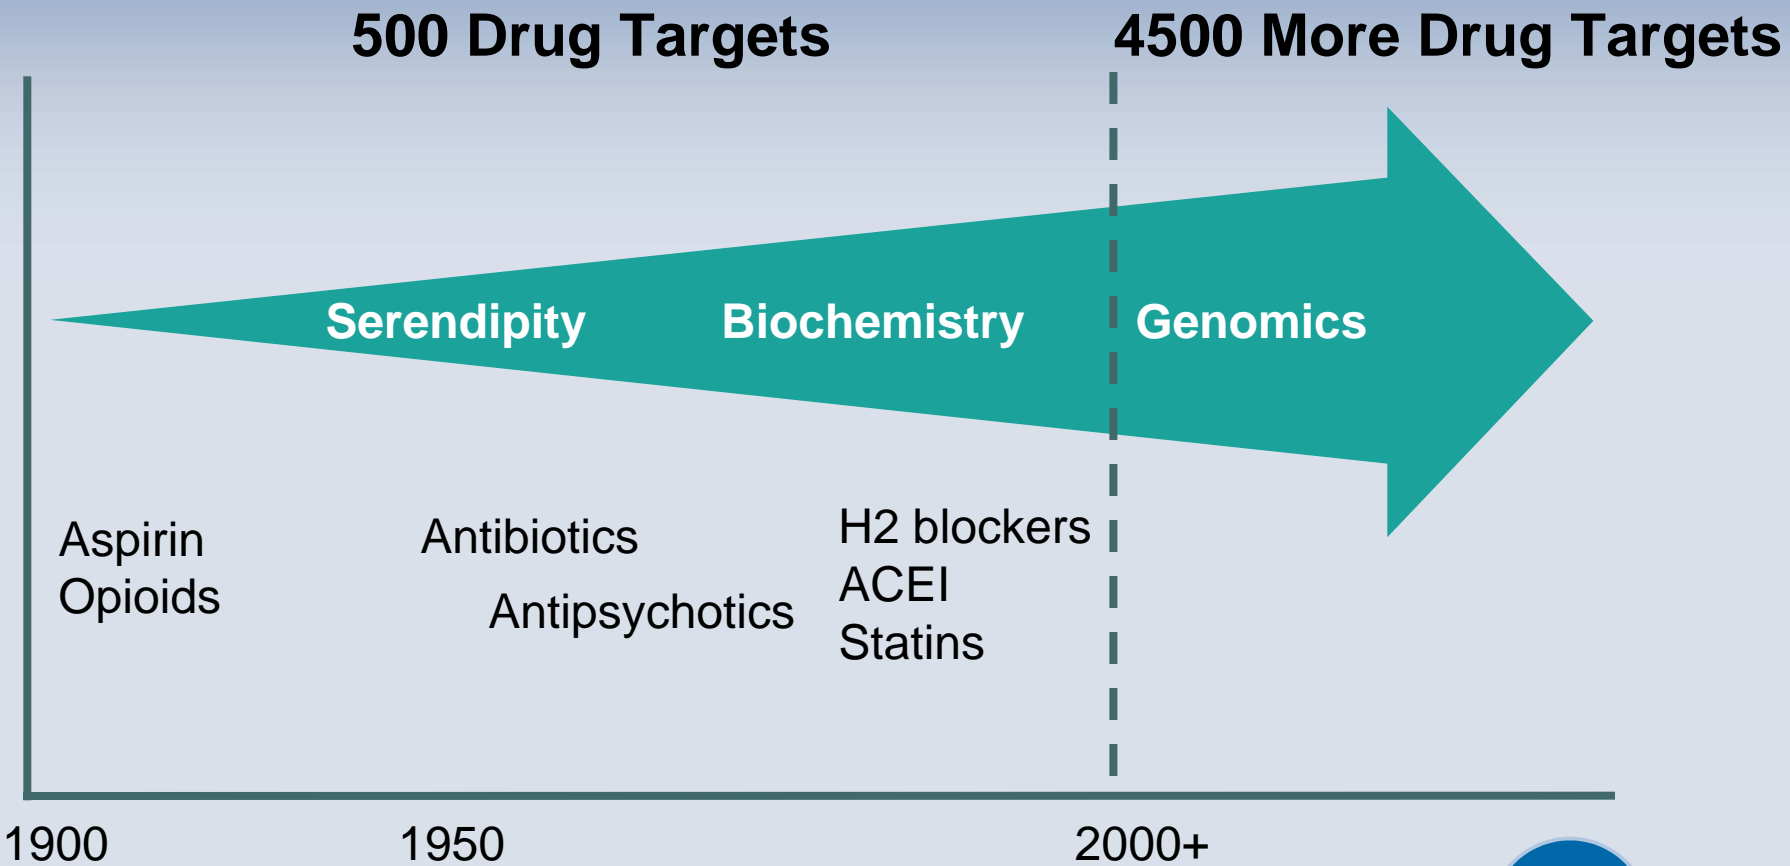 500 Drug Targets
4500 More Drug Targets
Serendipity
Biochemistry
Genomics
Aspirin
Opioids
Antibiotics
Antipsychotics
H2 blockers
ACEI
Statins
1900
1950
2000+